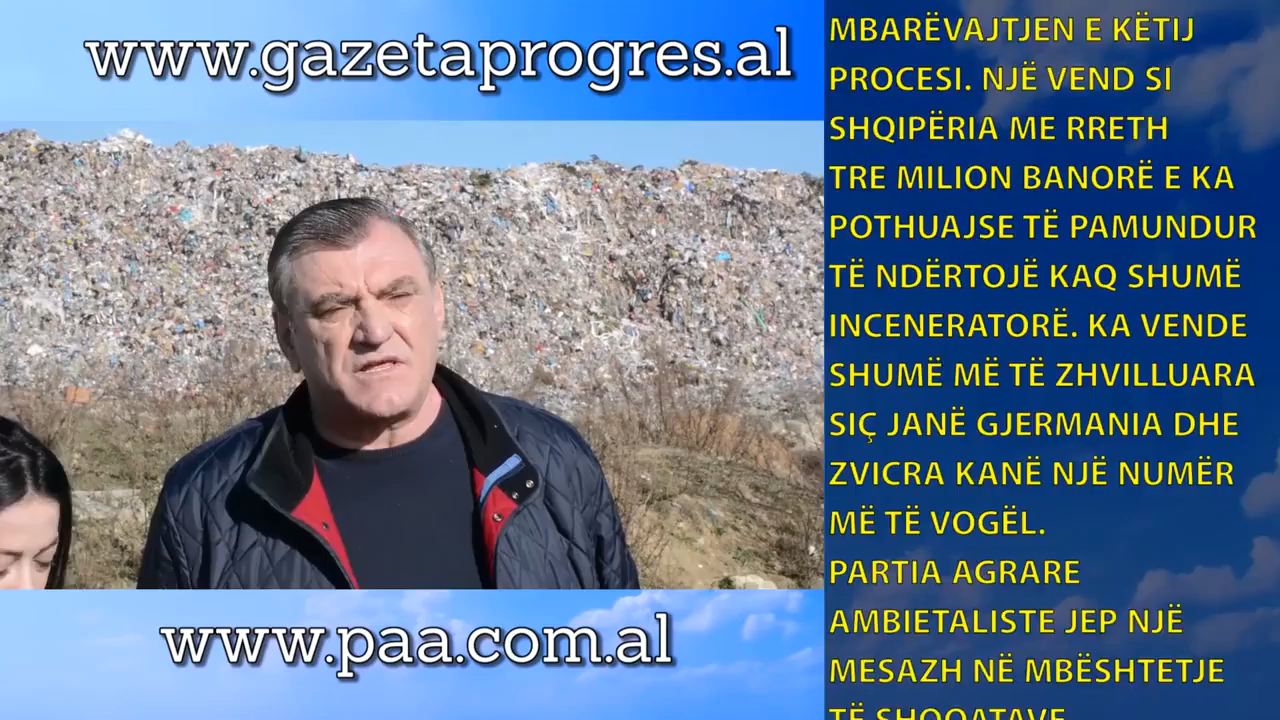 www.gazetaprogres.al
www.paa.com.al
MBARËVAJTJEN E KËTIJ
PROCESI. NJË VEND SI
SHQIPËRIA ME RRETH
TRE MILION BANORË E KA
POTHUAJSE TË PAMUNDUR
TË NDËRTOJË KAQ SHUMË
INCENERATORË. KA VENDE
SHUMË MË TË ZHVILLUARA
SIÇ JANË GJERMANIA DHE
ZVICRA KANË NJË NUMËR
MË TË VOGËL.
PARTIA AGRARE
AMBIETALISTE JEP NJË
MESAZH NË MBËSHTETJE
TË SHOQATAVE